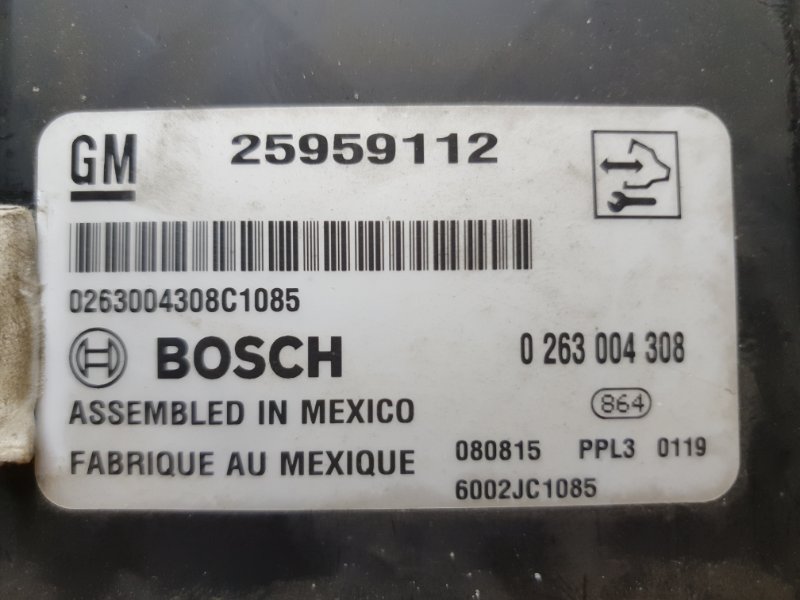 GM 25959112
0263004308C1085
BOSCH 0 263 004 308
ASSEMBLED IN MEXICO 864
FABRIQUE AU MEXIQUE 080815 PPL3 0119
6002JC1085